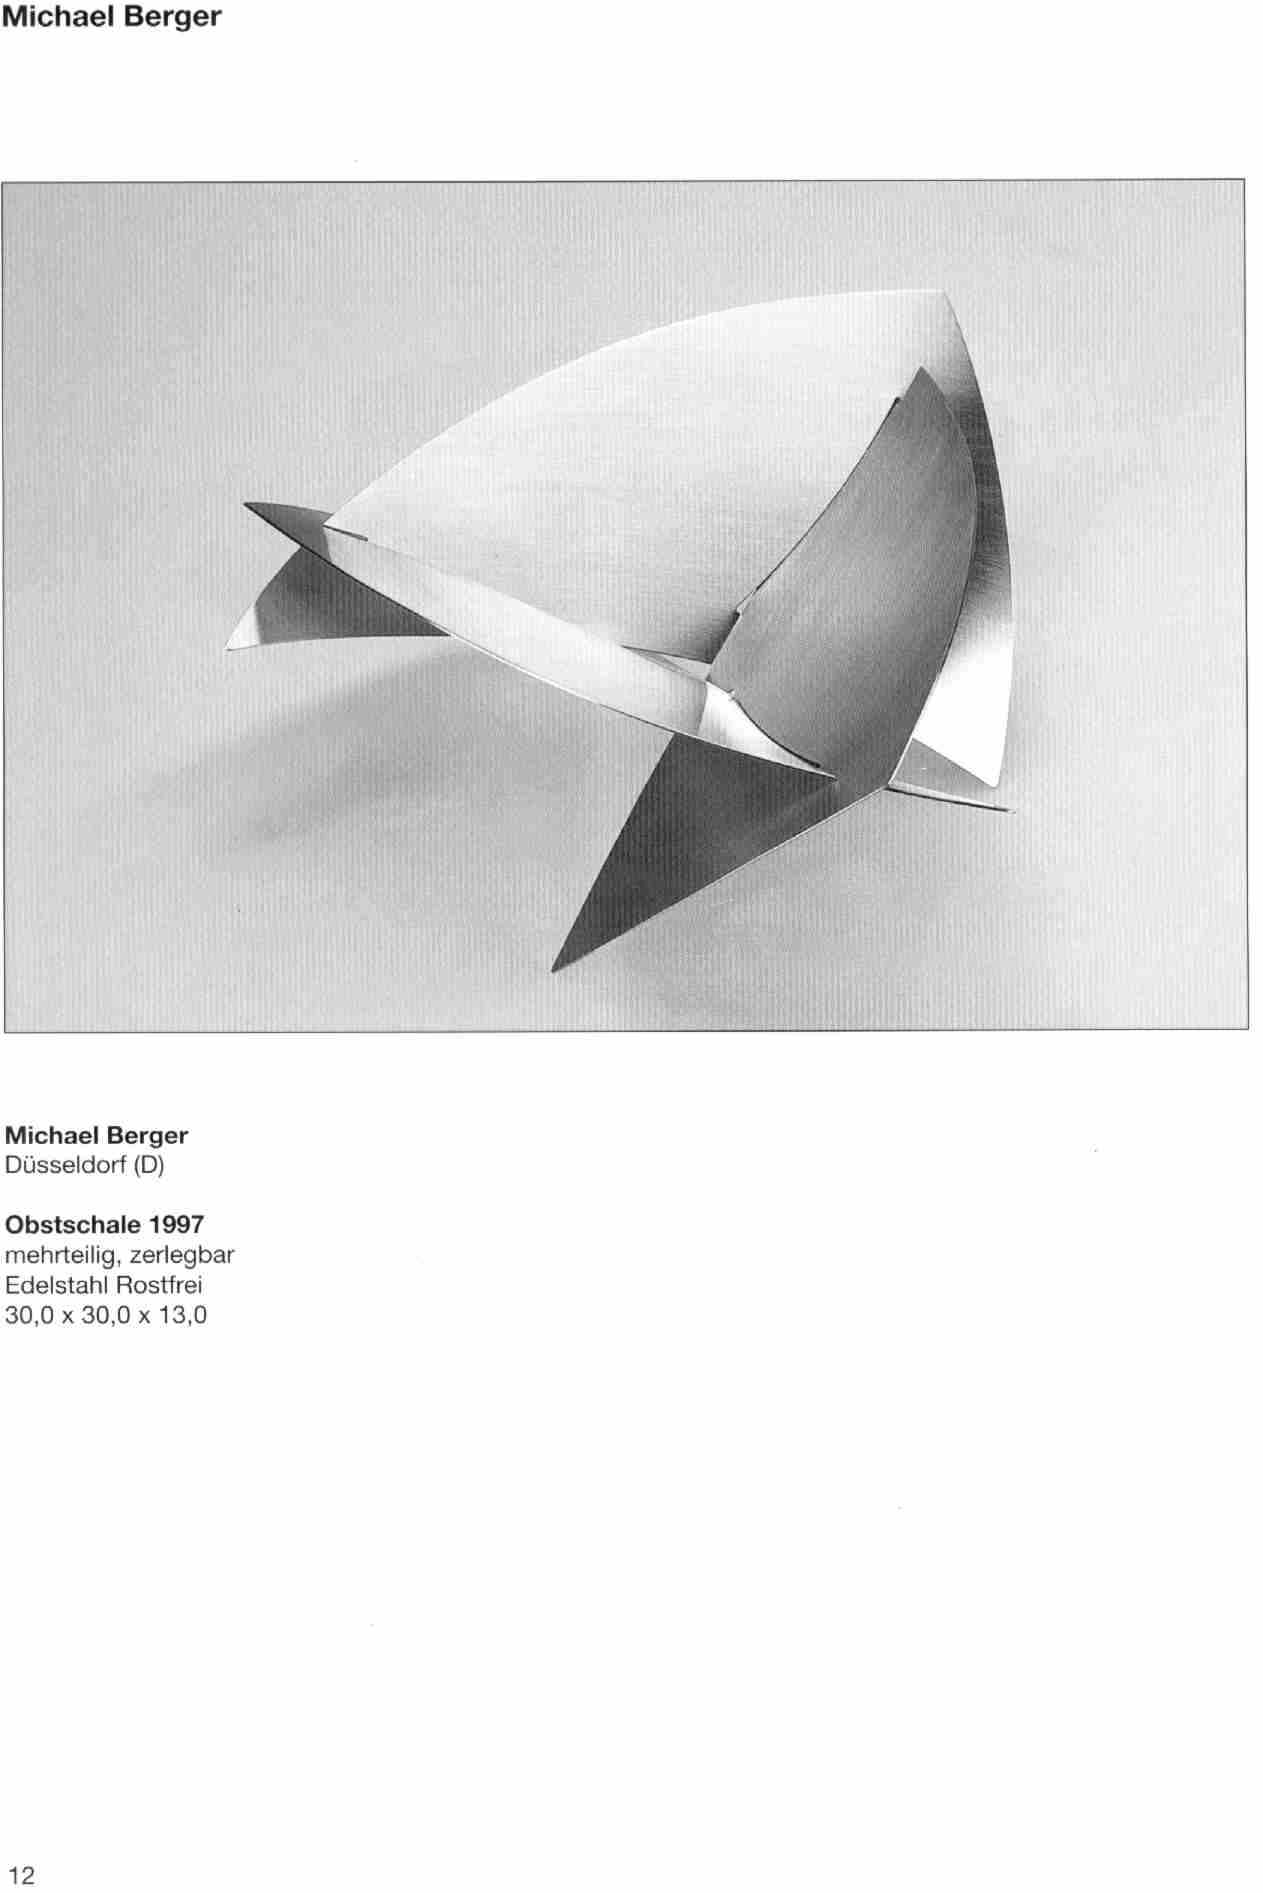 Michael Berger
Michael Berger
Düsseldorf (D)
Obstschale 1997
mehrteilig, zerlegbar
Edelstahl Rostfrei
30,0 x 30,0 x 13,0
12